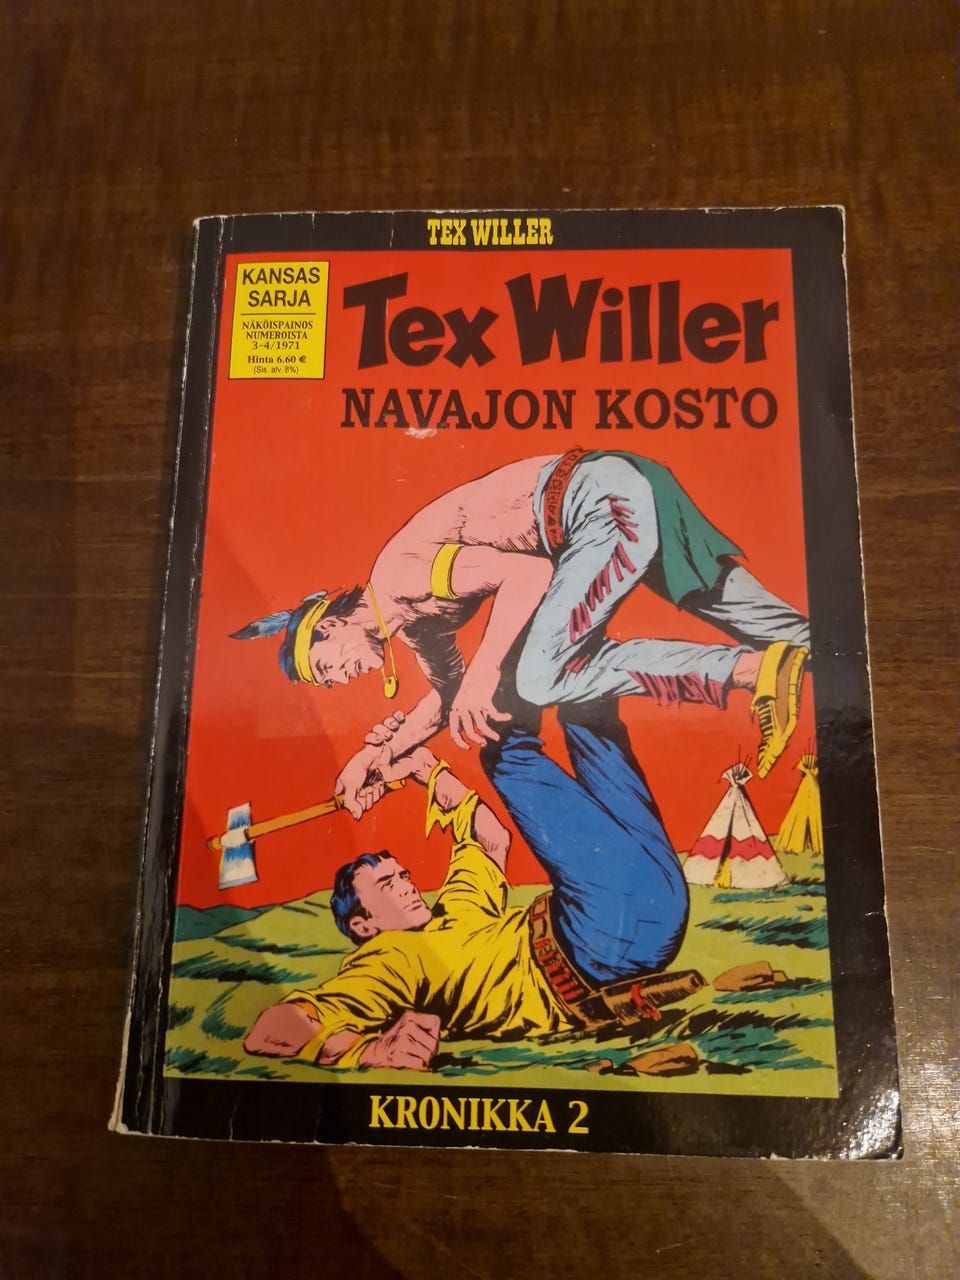 TEX WILLER
KANSAS
SARJA
NÄKÖISPAINOS
NUMEROISTA
3-4/1971
Hinta 6.60 €
(Sis. alv. 8%)
Tex Willer
NAVAJON KOSTO
KRONIKKA 2